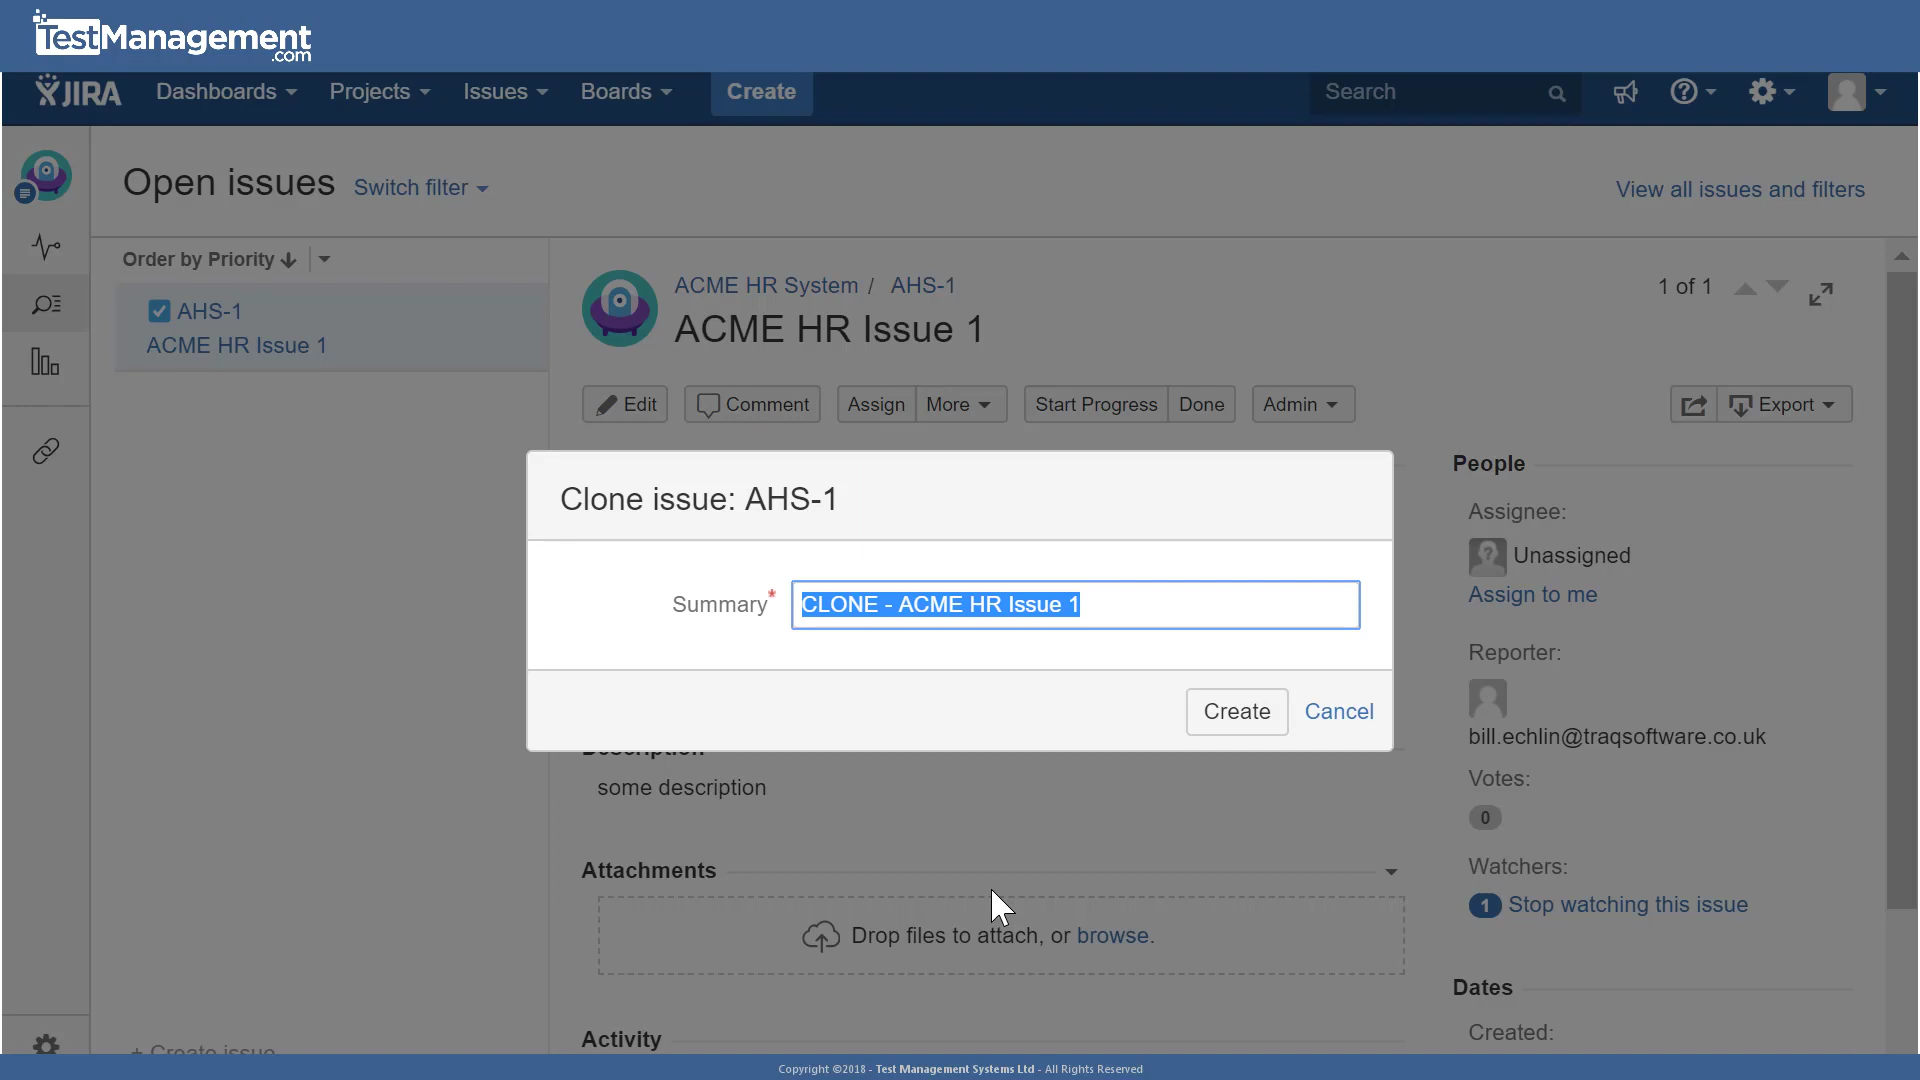 TestManagement
.com
JIRA Dashboards Projects Issues Boards Create Search
Open issues Switch filter
View all issues and filters
Order by Priority
AHS-1
ACME HR Issue 1
ACME HR System / AHS-1
1 of 1
ACME HR Issue 1
Edit Comment Assign More Start Progress Done Admin Export
Clone issue: AHS-1
Summary*
CLONE - ACME HR Issue 1
Create Cancel
Description
some description
Attachments
Drop files to attach, or browse.
Activity
People
Assignee:
Unassigned
Assign to me
Reporter:
bill.echlin@traqsoftware.co.uk
Votes:
0
Watchers:
1 Stop watching this issue
Dates
Created:
+ Create issue
Copyright ©2018 - Test Management Systems Ltd - All Rights Reserved